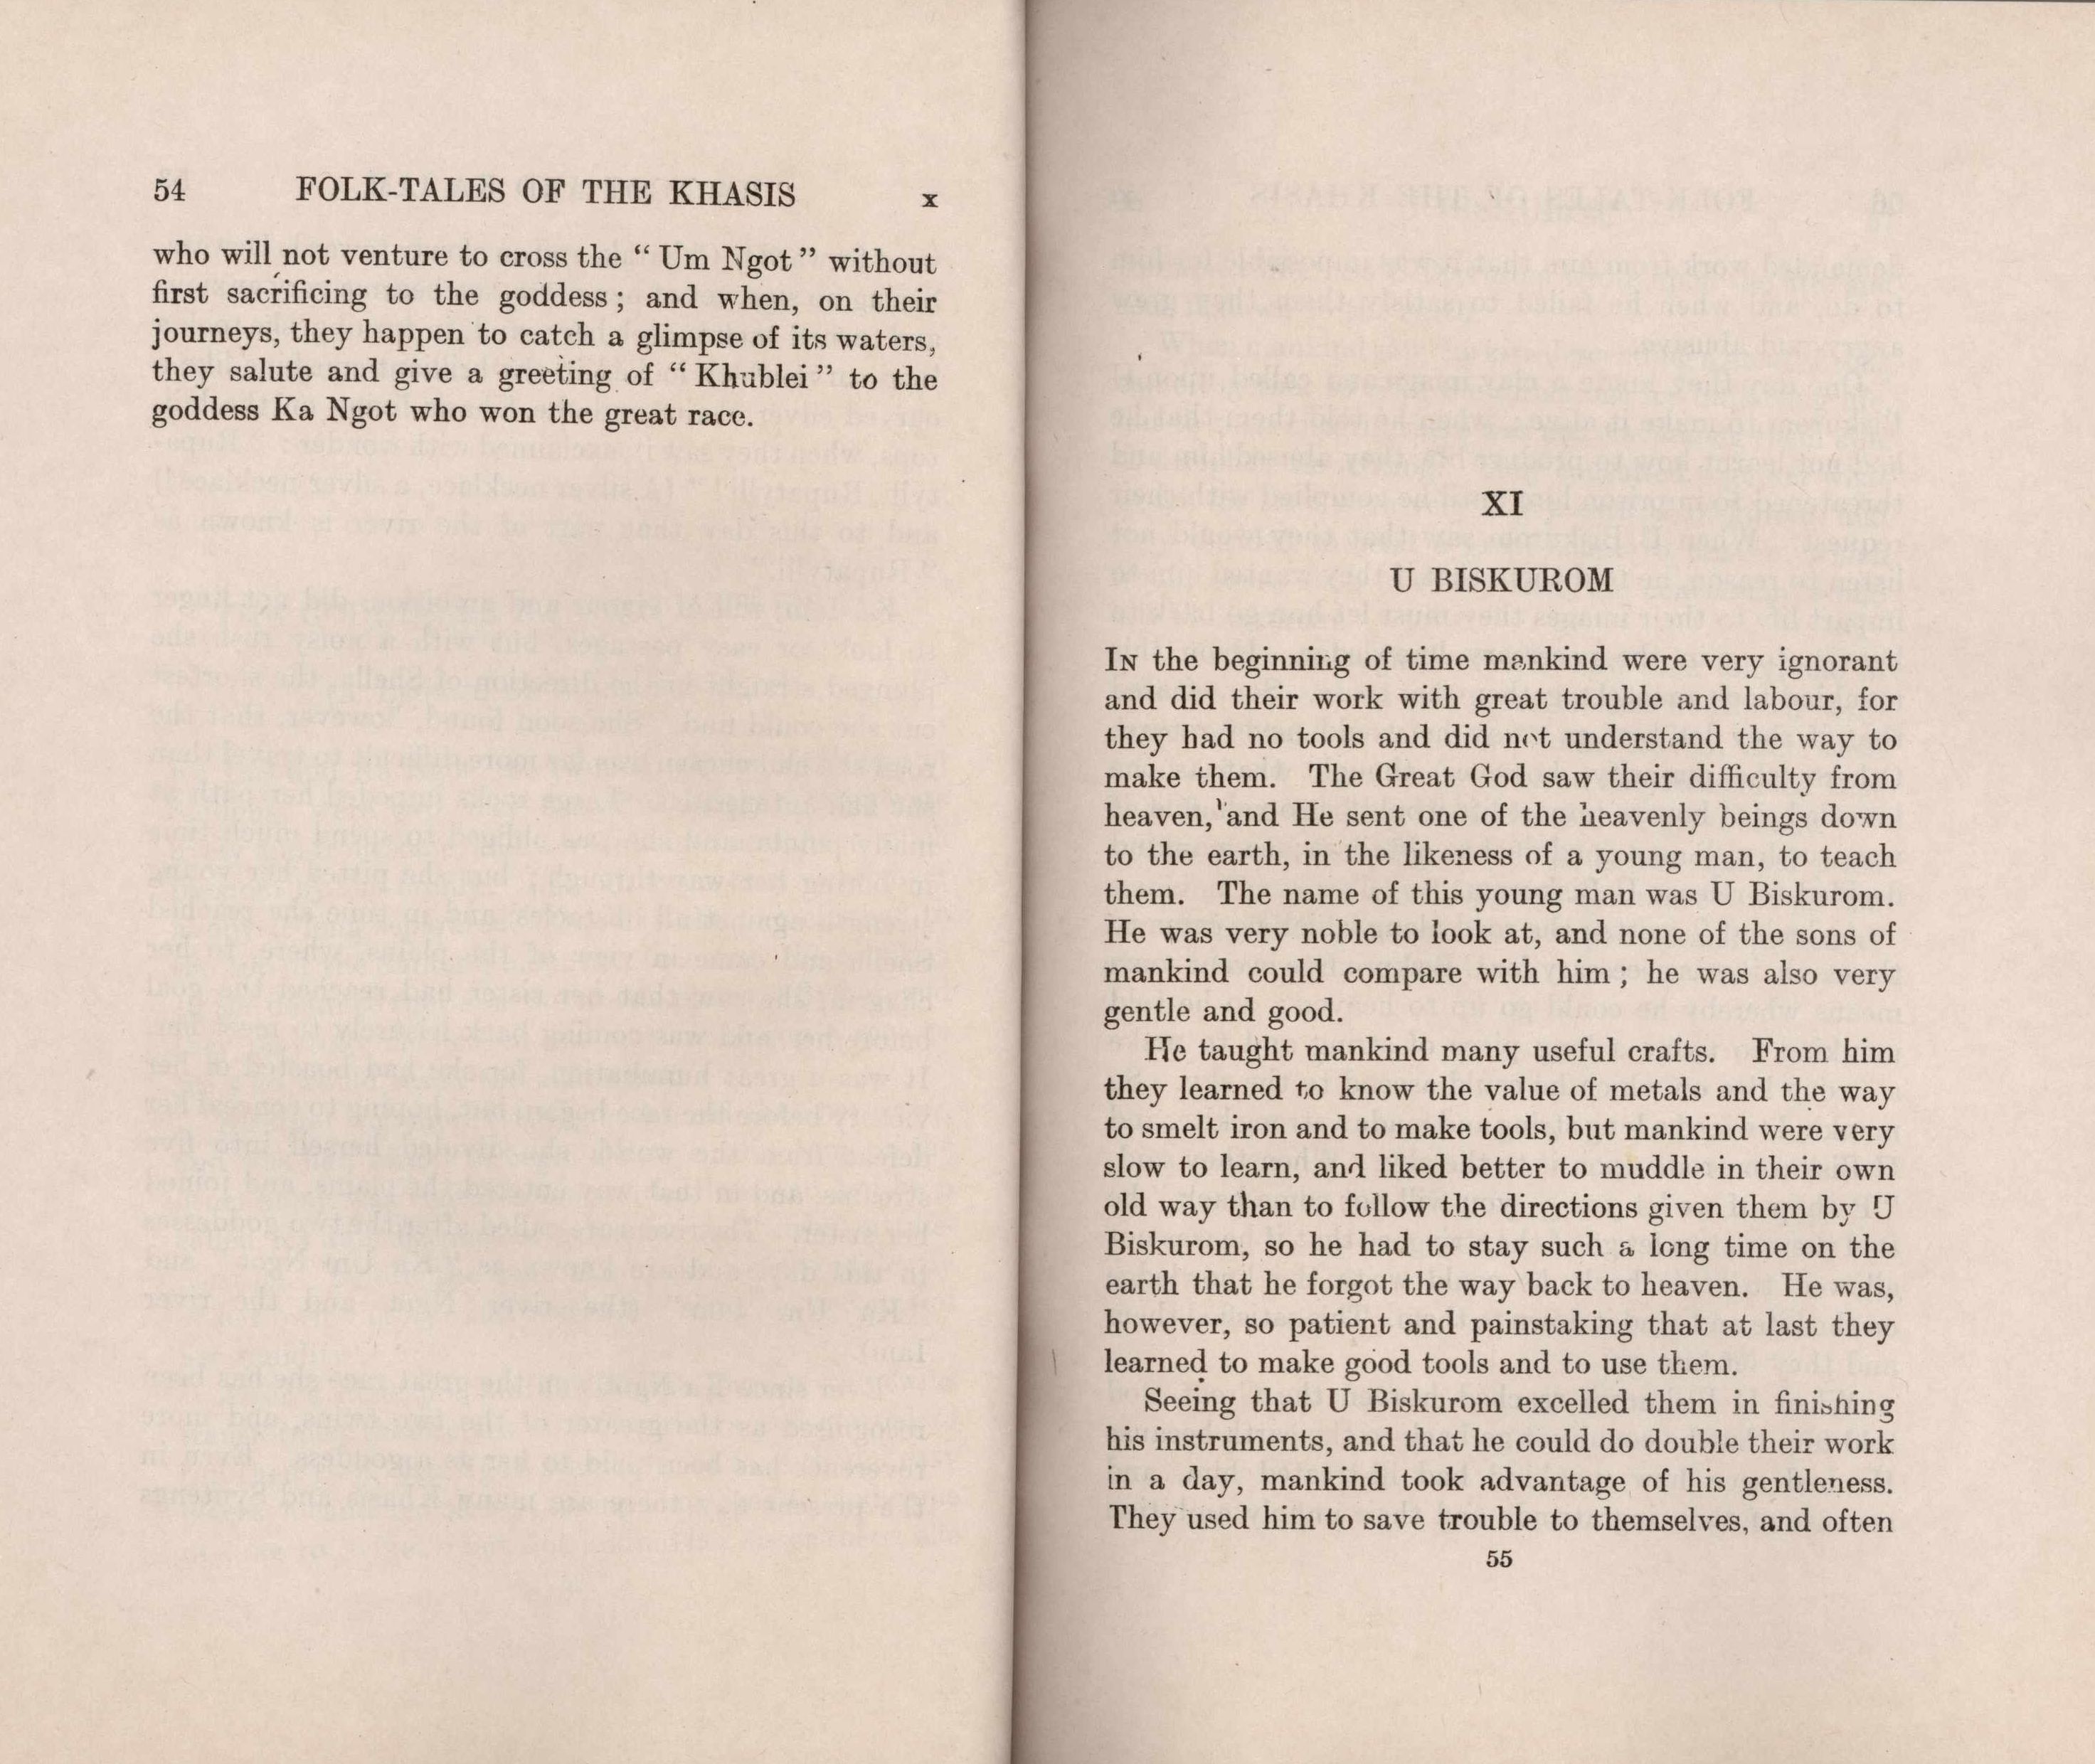 54 FOLK-TALES OF THE KHASIS x
who will not venture to cross the “ Um Ngot ” without
first sacrificing to the goddess ; and when, on their
journeys, they happen to catch a glimpse of its waters,
they salute and give a greeting of “ Khublei ” to the
goddess Ka Ngot who won the great race.
XI
U BISKUROM
IN the beginning of time mankind were very ignorant
and did their work with great trouble and labour, for
they had no tools and did not understand the way to
make them. The Great God saw their difficulty from
heaven, and He sent one of the heavenly beings down
to the earth, in the likeness of a young man, to teach
them. The name of this young man was U Biskurom.
He was very noble to look at, and none of the sons of
mankind could compare with him ; he was also very
gentle and good.
He taught mankind many useful crafts. From him
they learned to know the value of metals and the way
to smelt iron and to make tools, but mankind were very
slow to learn, and liked better to muddle in their own
old way than to follow the directions given them by U
Biskurom, so he had to stay such a long time on the
earth that he forgot the way back to heaven. He was,
however, so patient and painstaking that at last they
learned to make good tools and to use them.
Seeing that U Biskurom excelled them in finishing
his instruments, and that he could do double their work
in a day, mankind took advantage of his gentleness.
They used him to save trouble to themselves, and often
55